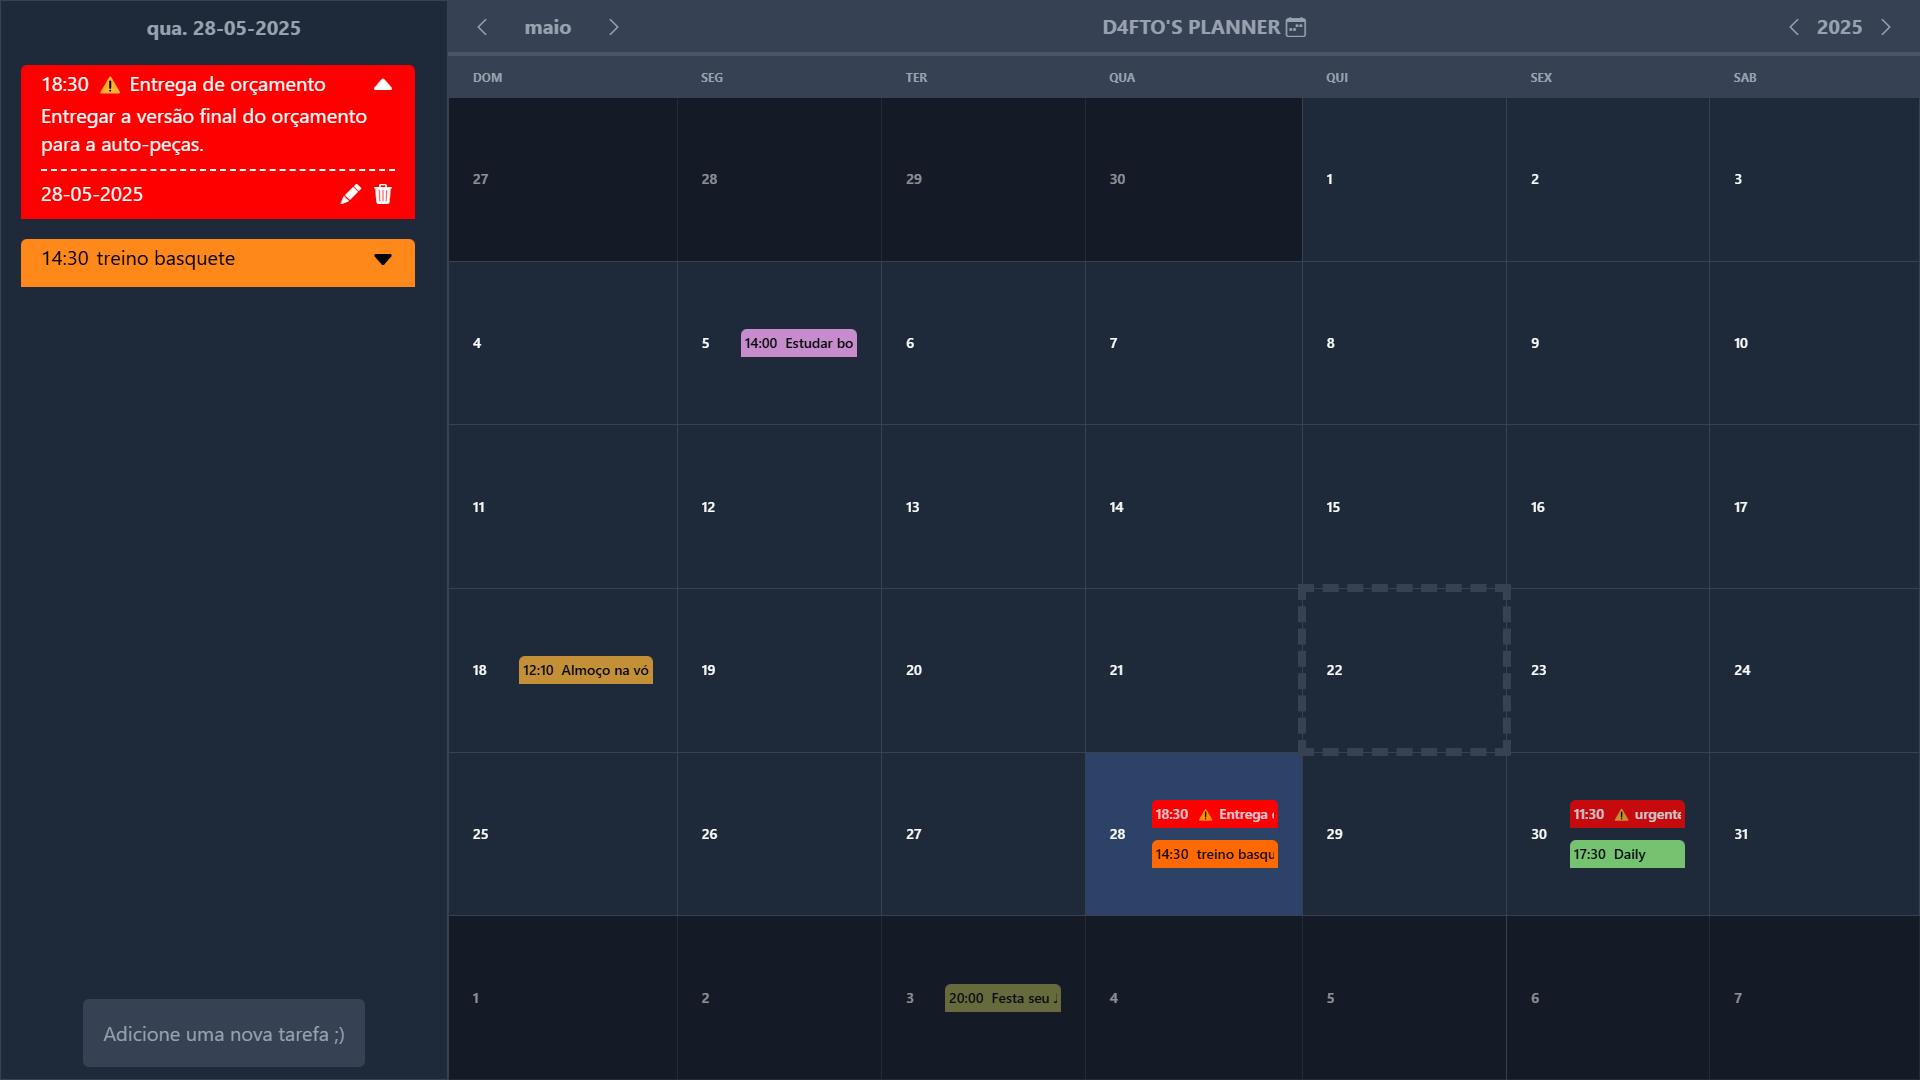 qua. 28-05-2025
18:30 ⚠ Entrega de orçamento
Entregar a versão final do orçamento
para a auto-peças.
28-05-2025
14:30 treino basquete
Adicione uma nova tarefa ;)
maio
D4FTO'S PLANNER
2025
DOM SEG TER QUA QUI SEX SAB
27 28 29 30 1 2 3
4 5 14:00 Estudar bo 6 7 8 9 10
11 12 13 14 15 16 17
18 12:10 Almoço na vó 19 20 21 22 23 24
25 26 27 28 29 30 31
18:30 ⚠ Entrega
14:30 treino basqu
11:30 ⚠ urgente
17:30 Daily
1 2 3 20:00 Festa seu 4 5 6 7